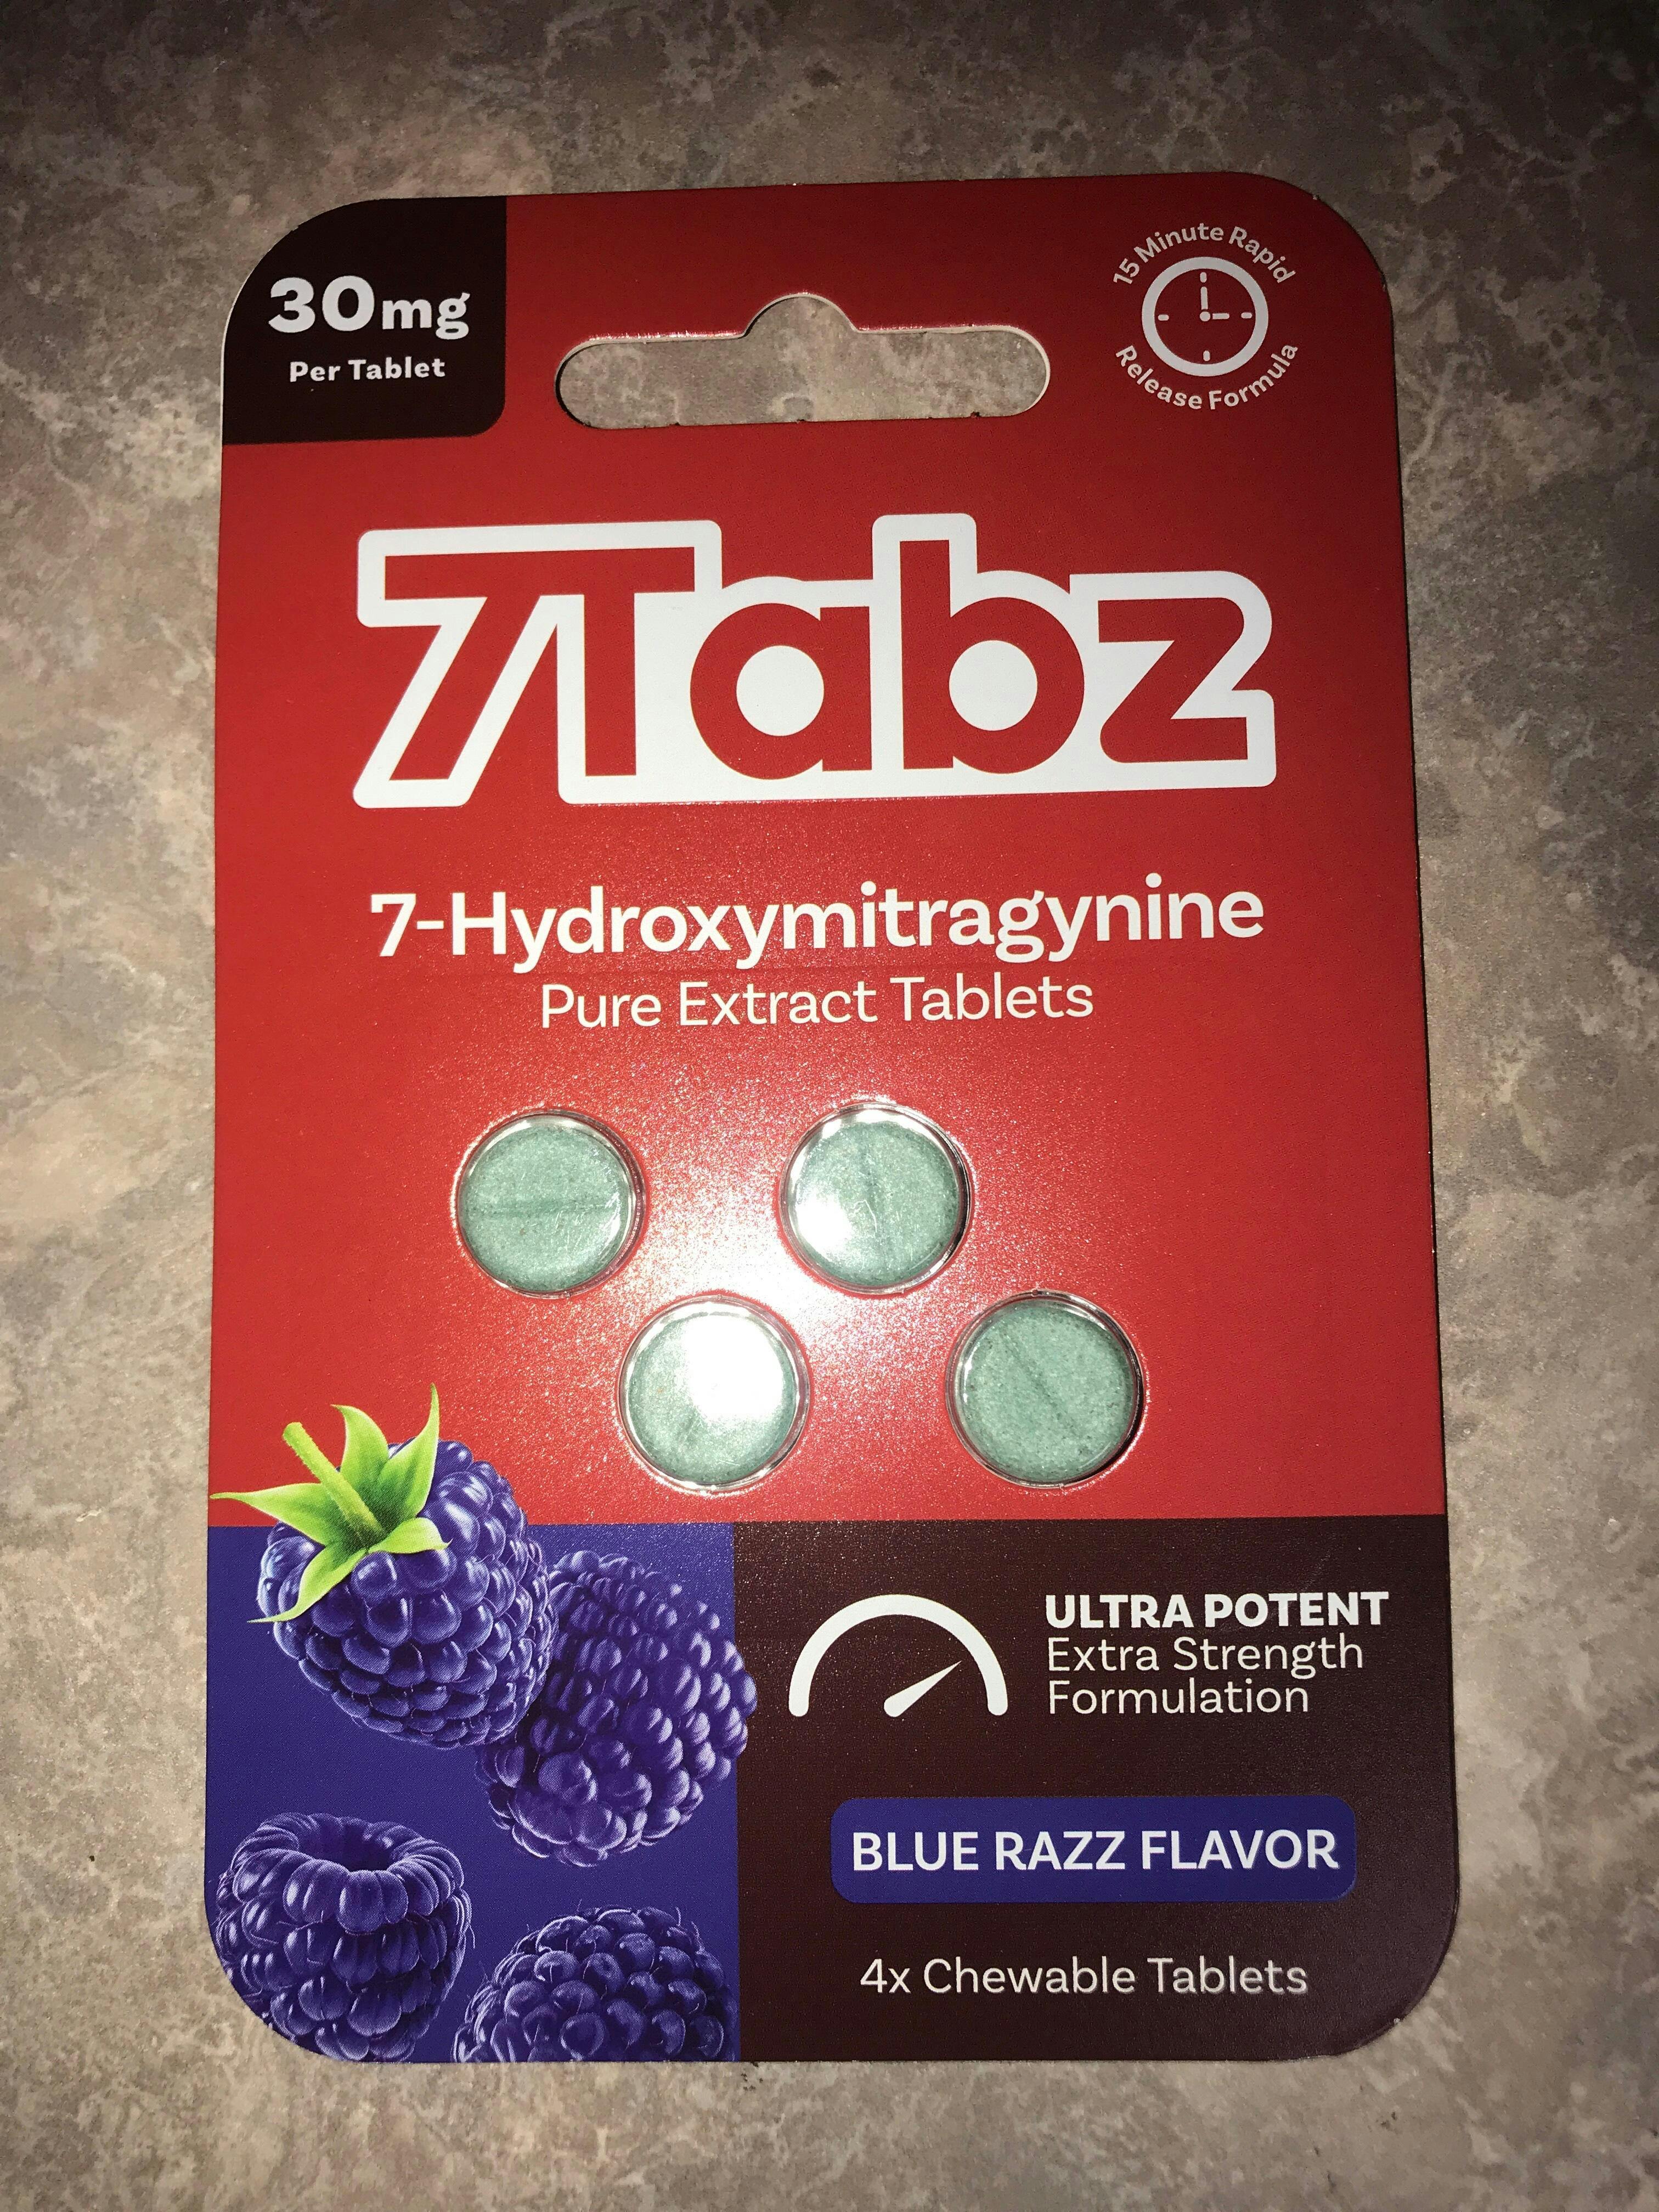 30mg
Per Tablet
15 Minute Rapid
Release Formula
7Tabz
7-Hydroxymitragynine
Pure Extract Tablets
ULTRA POTENT
Extra Strength
Formulation
BLUE RAZZ FLAVOR
4x Chewable Tablets